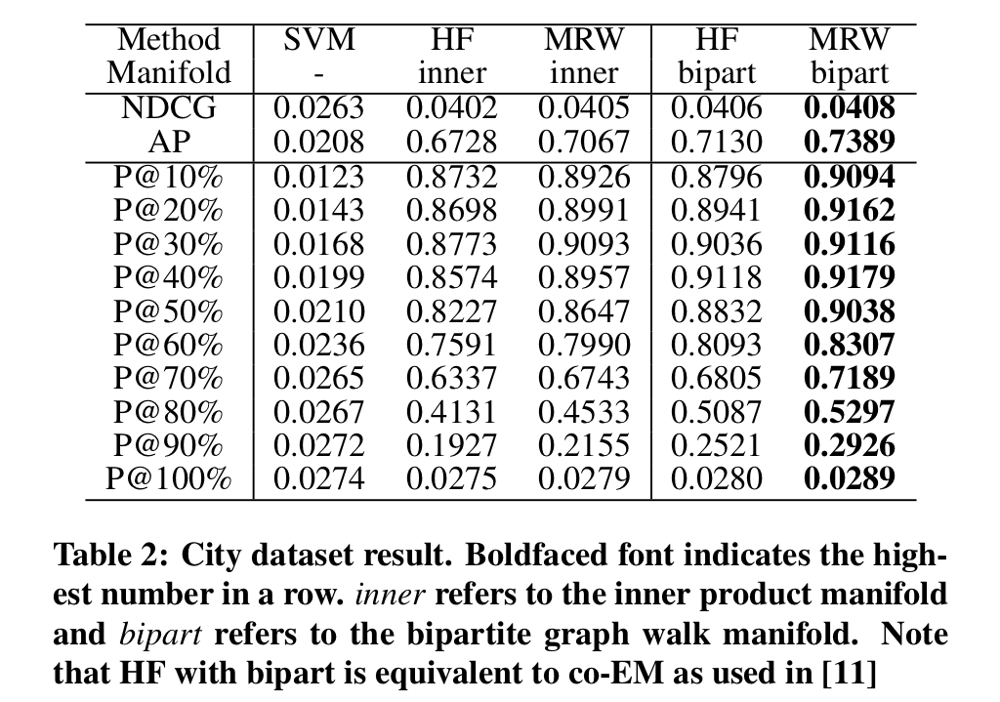 Method SVM HF MRW HF MRW
Manifold - inner inner bipart bipart
NDCG 0.0263 0.0402 0.0405 0.0406 0.0408
AP 0.0208 0.6728 0.7067 0.7130 0.7389
P@10% 0.0123 0.8732 0.8926 0.8796 0.9094
P@20% 0.0143 0.8698 0.8991 0.8941 0.9162
P@30% 0.0168 0.8773 0.9093 0.9036 0.9116
P@40% 0.0199 0.8574 0.8957 0.9118 0.9179
P@50% 0.0210 0.8227 0.8647 0.8832 0.9038
P@60% 0.0236 0.7591 0.7990 0.8093 0.8307
P@70% 0.0265 0.6337 0.6743 0.6805 0.7189
P@80% 0.0267 0.4131 0.4533 0.5087 0.5297
P@90% 0.0272 0.1927 0.2155 0.2521 0.2926
P@100% 0.0274 0.0275 0.0279 0.0280 0.0289
Table 2: City dataset result. Boldfaced font indicates the high-
est number in a row. inner refers to the inner product manifold
and bipart refers to the bipartite graph walk manifold. Note
that HF with bipart is equivalent to co-EM as used in [11]